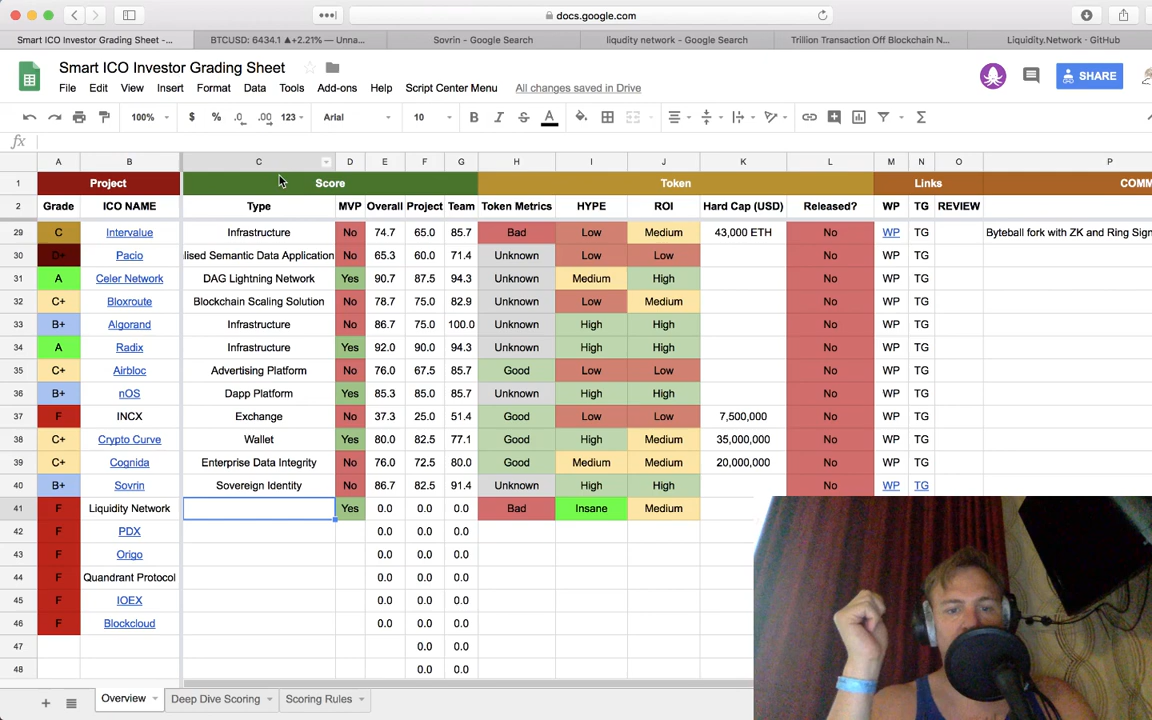 docs.google.com
Smart ICO Investor Grading Sheet -...
BTCUSD: 6434.1 ▲+2.21% — Unna...
Sovrin - Google Search
liqudity network - Google Search
Trillion Transaction Off Blockchain N...
Liquidity.Network · GitHub
Smart ICO Investor Grading Sheet
File Edit View Insert Format Data Tools Add-ons Help Script Center Menu All changes saved in Drive
SHARE
100% $ % .0 .00 123 Arial 10 B I S A
fx
A B C D E F G H I J K L M N O P
1 Project Score Token Links COMM
2 Grade ICO NAME Type MVP Overall Project Team Token Metrics HYPE ROI Hard Cap (USD) Released? WP TG REVIEW
29 C Intervalue Infrastructure No 74.7 65.0 85.7 Bad Low Medium 43,000 ETH No WP TG Byteball fork with ZK and Ring Sign
30 D+ Pacio lised Semantic Data Application No 65.3 60.0 71.4 Unknown Low Low No WP TG
31 A Celer Network DAG Lightning Network Yes 90.7 87.5 94.3 Unknown Medium High No WP TG
32 C+ Bloxroute Blockchain Scaling Solution No 78.7 75.0 82.9 Unknown Low Medium No WP TG
33 B+ Algorand Infrastructure No 86.7 75.0 100.0 Unknown High High No WP TG
34 A Radix Infrastructure Yes 92.0 90.0 94.3 Unknown High High No WP TG
35 C+ Airbloc Advertising Platform No 76.0 67.5 85.7 Good Low Low No WP TG
36 B+ nOS Dapp Platform Yes 85.3 85.0 85.7 Unknown High High No WP TG
37 F INCX Exchange No 37.3 25.0 51.4 Good Low Low 7,500,000 No WP TG
38 C+ Crypto Curve Wallet Yes 80.0 82.5 77.1 Good High Medium 35,000,000 No WP TG
39 C+ Cognida Enterprise Data Integrity No 76.0 72.5 80.0 Good Medium Medium 20,000,000 No WP TG
40 B+ Sovrin Sovereign Identity No 86.7 82.5 91.4 Unknown High High No WP TG
41 F Liquidity Network Yes 0.0 0.0 0.0 Bad Insane Medium
42 F PDX 0.0 0.0 0.0
43 F Origo 0.0 0.0 0.0
44 F Quandrant Protocol 0.0 0.0 0.0
45 F IOEX 0.0 0.0 0.0
46 F Blockcloud 0.0 0.0 0.0
47 0.0 0.0
48 0.0 0.0
Overview Deep Dive Scoring Scoring Rules